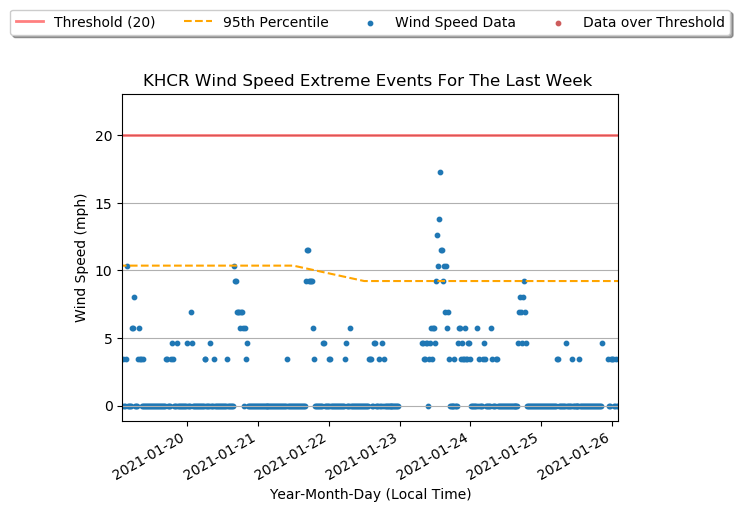 Threshold (20) 95th Percentile Wind Speed Data Data over Threshold
KHCR Wind Speed Extreme Events For The Last Week
20
15
10
5
0
Wind Speed (mph)
2021-01-20 2021-01-21 2021-01-22 2021-01-23 2021-01-24 2021-01-25 2021-01-26
Year-Month-Day (Local Time)